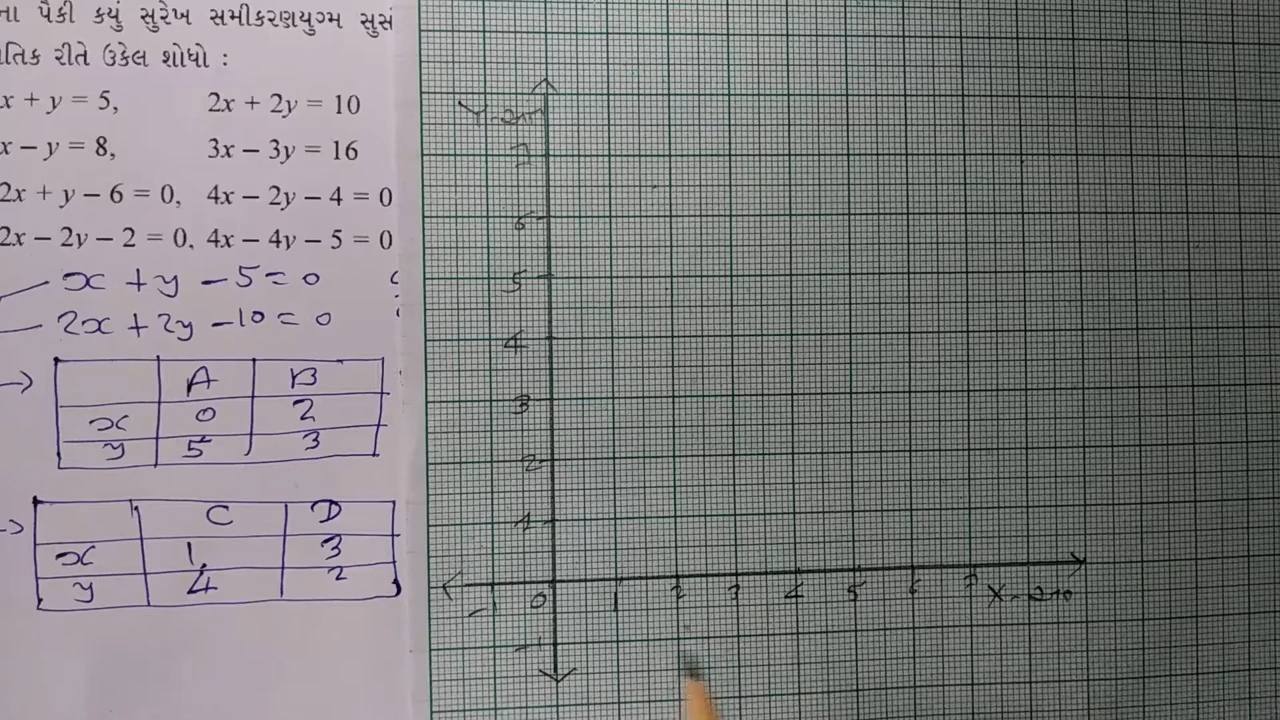 ના પૈકી કયું સુરેખ સમીકરણયુગ્મ
રીતે ઉકેલ શોધો :
x + y = 5, 2x + 2y = 10
x – y = 8, 3x – 3y = 16
2x + y – 6 = 0, 4x – 2y – 4 = 0
2x – 2y – 2 = 0, 4x – 4y – 5 = 0
x + y - 5 = 0
2x + 2y - 10 = 0
A B
x 0 2
y 5 3
C D
x 1 3
y 4 2
7
6
5
4
3
2
1
-1 0 1 2 3 4 5 6 7
-1